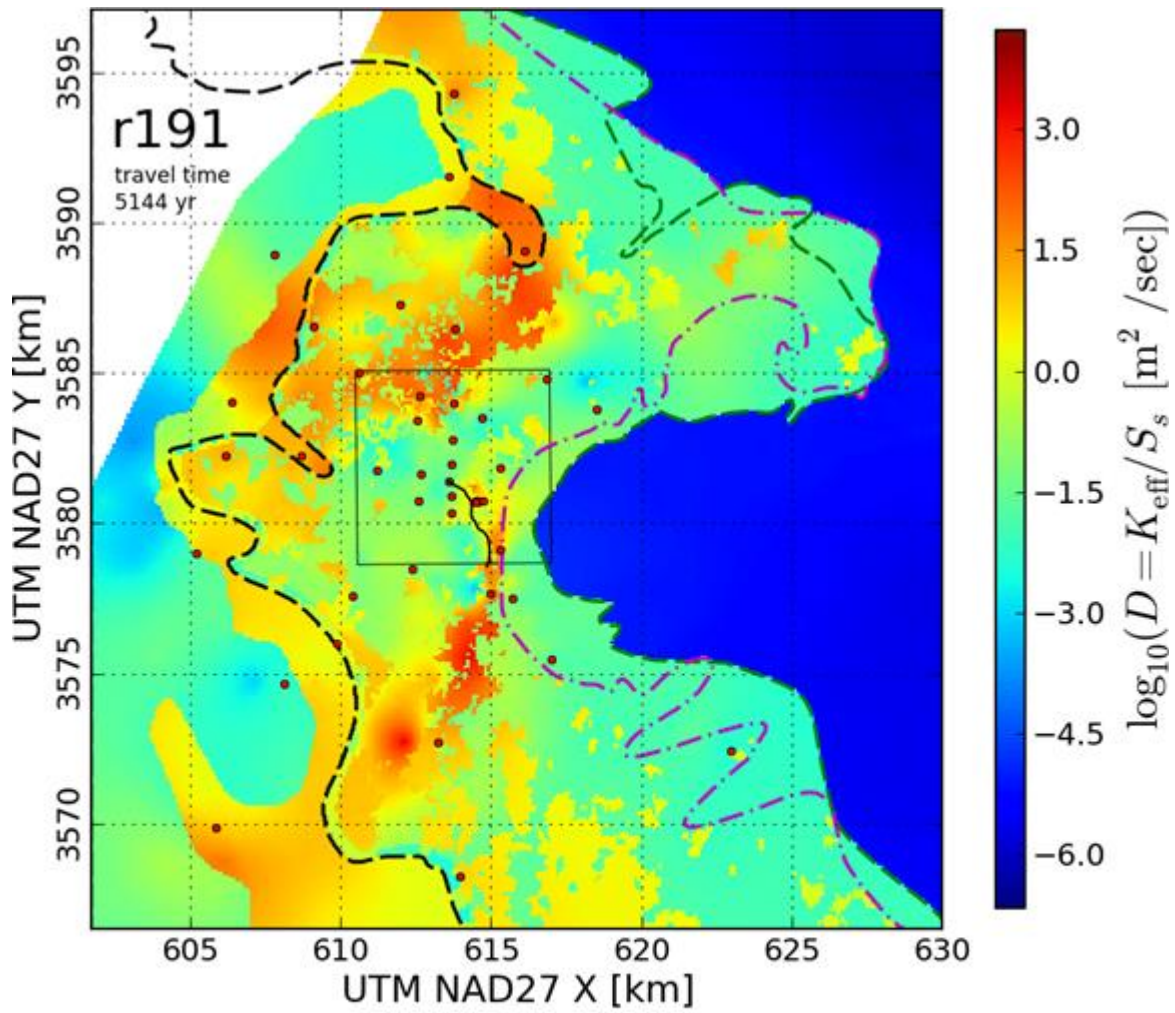 r191
travel time
5144 yr
3595
3590
3585
3580
3575
3570
UTM NAD27 Y [km]
605 610 615 620 625 630
UTM NAD27 X [km]
3.0
1.5
0.0
−1.5
−3.0
−4.5
−6.0
log₁₀(D = K_eff/S_s [m² /sec])